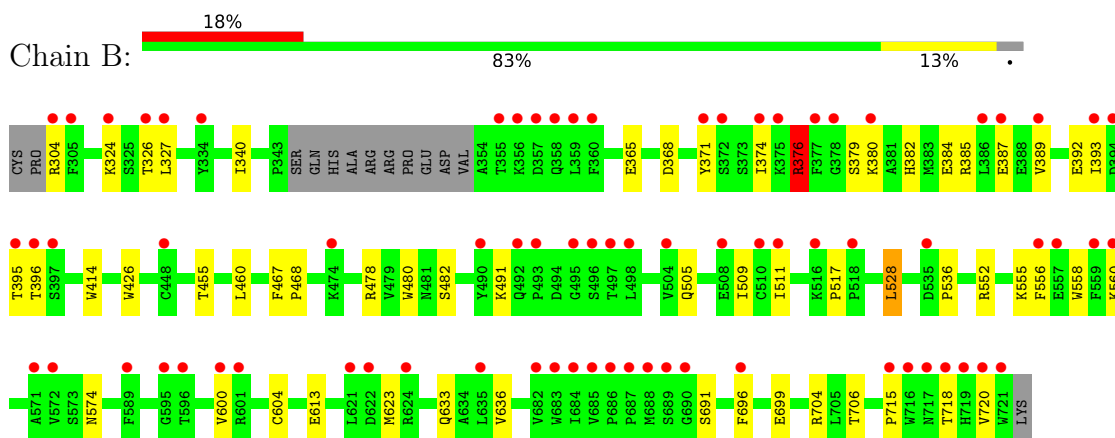 18%
Chain B:
83% 13% •
CYS PRO R304 F305 K324 S325 T326 L327 Y334 I340 P343 SER GLN HIS ALA ARG ARG PRO GLU ASP VAL A354 T355 K356 D357 Q358 L359 F360 E365 D368 Y371 S372 S373 I374 K375 R376 F377 G378 S379 K380 A381 H382 M383 E384 R385 L386 E387 E388 V389 E392 I393 D394
T395 T396 S397 W414 W426 C448 T455 L460 F467 P468 K474 R478 V479 W480 N481 S482 Y490 K491 Q492 P493 D494 G495 S496 T497 L498 V504 Q505 E508 I509 C510 I511 K516 P517 P518 L528 D535 P536 R552 K555 F556 E557 W558 F559 K560
A571 V572 S573 N574 F589 G595 T596 V600 R601 C604 E613 L621 D622 M623 R624 Q633 A634 L635 V636 V682 W683 I684 V685 P686 P687 M688 S689 G690 S691 F696 E699 R704 L705 T706 P715 W716 N717 T718 H719 V720 W721 LYS